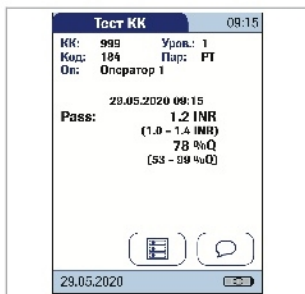 Тест КК 09:15
КК: 999 Уров.: 1
Код: 184 Пар: PT
Оп: Оператор 1
29.05.2020 09:15
Pass: 1.2 INR
(1.0 – 1.4 INR)
78 %Q
(53 – 99 %Q)
29.05.2020